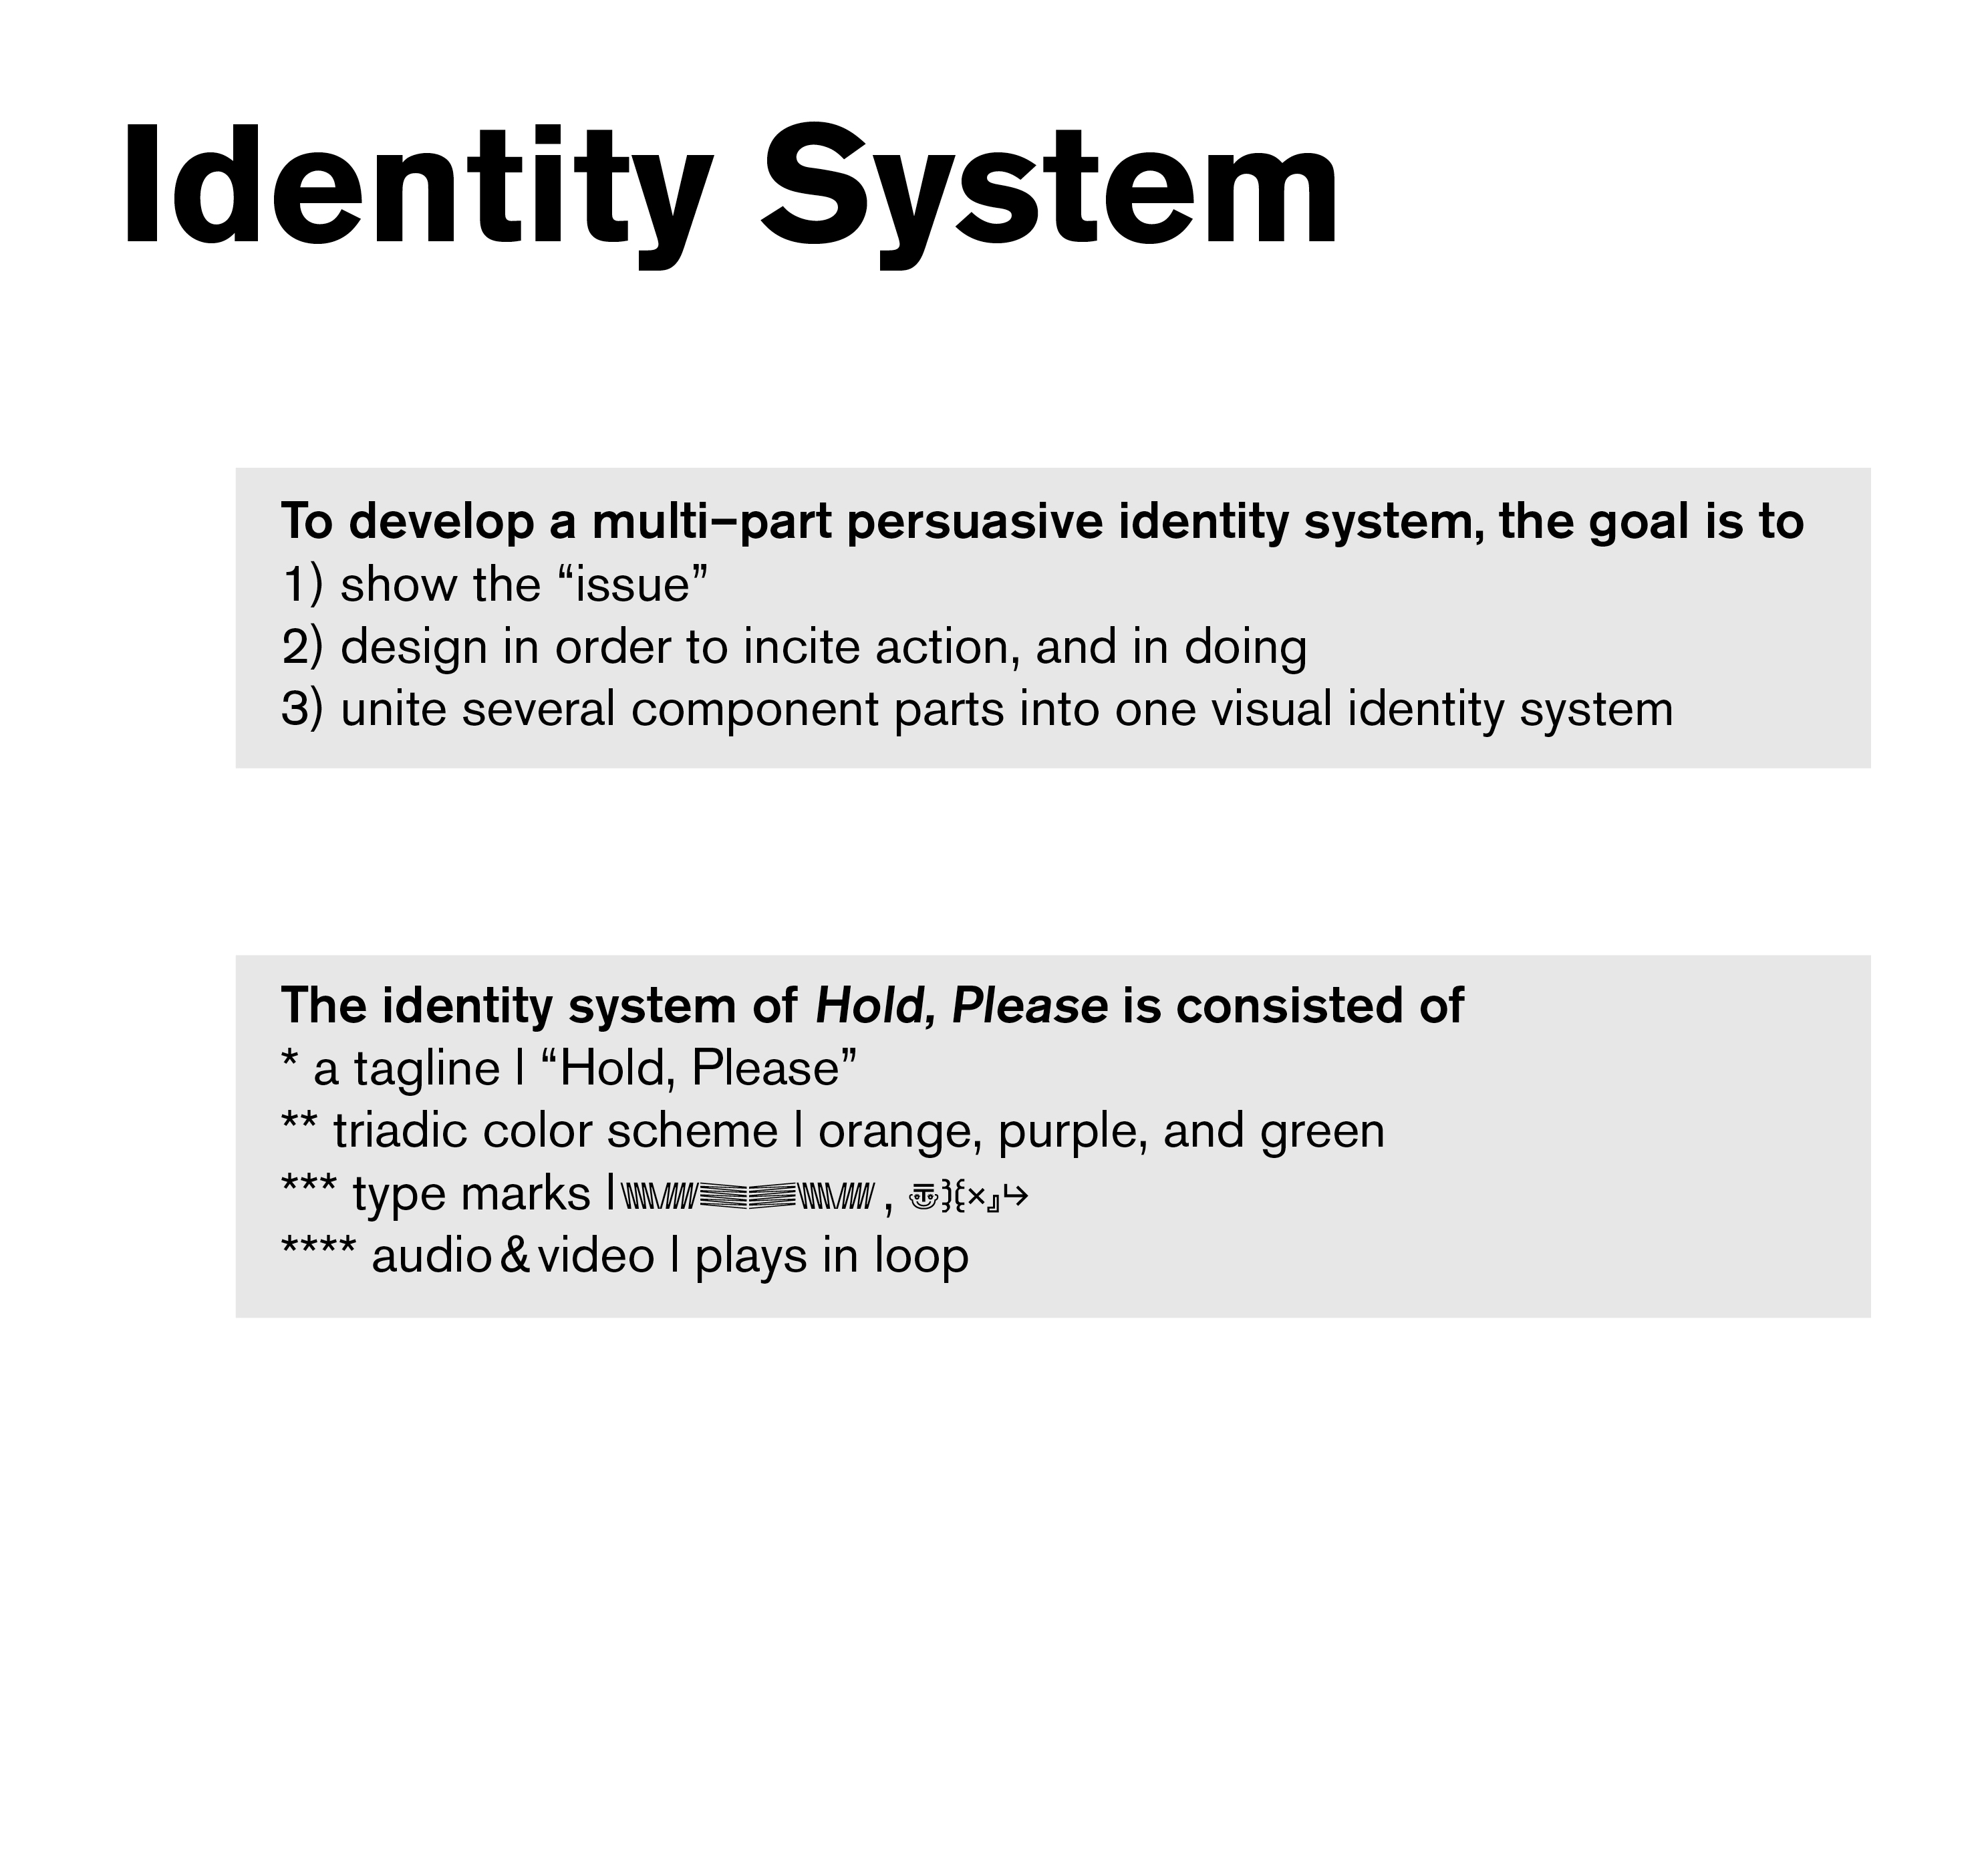 Identity System
To develop a multi–part persuasive identity system, the goal is to
1) show the “issue”
2) design in order to incite action, and in doing
3) unite several component parts into one visual identity system
The identity system of Hold, Please is consisted of
* a tagline | “Hold, Please”
** triadic color scheme | orange, purple, and green
*** type marks | ,
**** audio & video | plays in loop